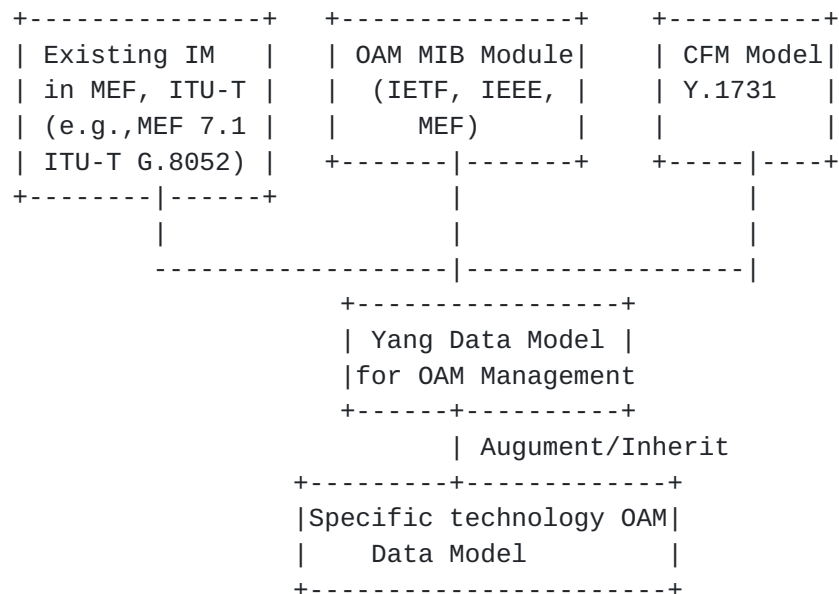 +----------------+   +---------------+    +----------+
| Existing IM    |   | OAM MIB Module|    | CFM Model|
| in MEF, ITU-T  |   |  (IETF, IEEE, |    | Y.1731   |
| (e.g.,MEF 7.1  |   |     MEF)      |    |          |
| ITU-T G.8052)  |   +-------|-------+    +-----|----+
+--------|------+            |                  |
         |                   |                  |
         --------------------|------------------|
                     +------------------+
                     | Yang Data Model  |
                     |for OAM Management
                     +------+----------+
                            | Augument/Inherit
                  +---------+-------------+
                  |Specific technology OAM|
                  |    Data Model         |
                  +-----------------------+